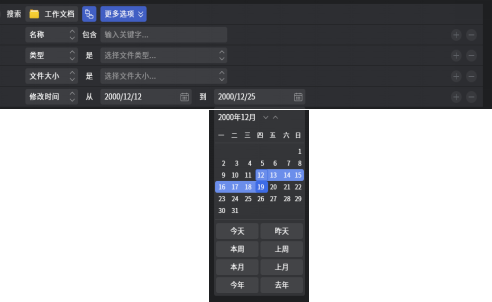 搜索 工作文档 更多选项
名称 包含 输入关键字...
类型 是 选择文件类型...
文件大小 是 选择文件大小...
修改时间 从 2000/12/12 到 2000/12/25
2000年12月
一 二 三 四 五 六 日
1
2 3 4 5 6 7 8
9 10 11 12 13 14 15
16 17 18 19 20 21 22
23 24 25 26 27 28 29
30 31
今天 昨天
本周 上周
本月 上月
今年 去年